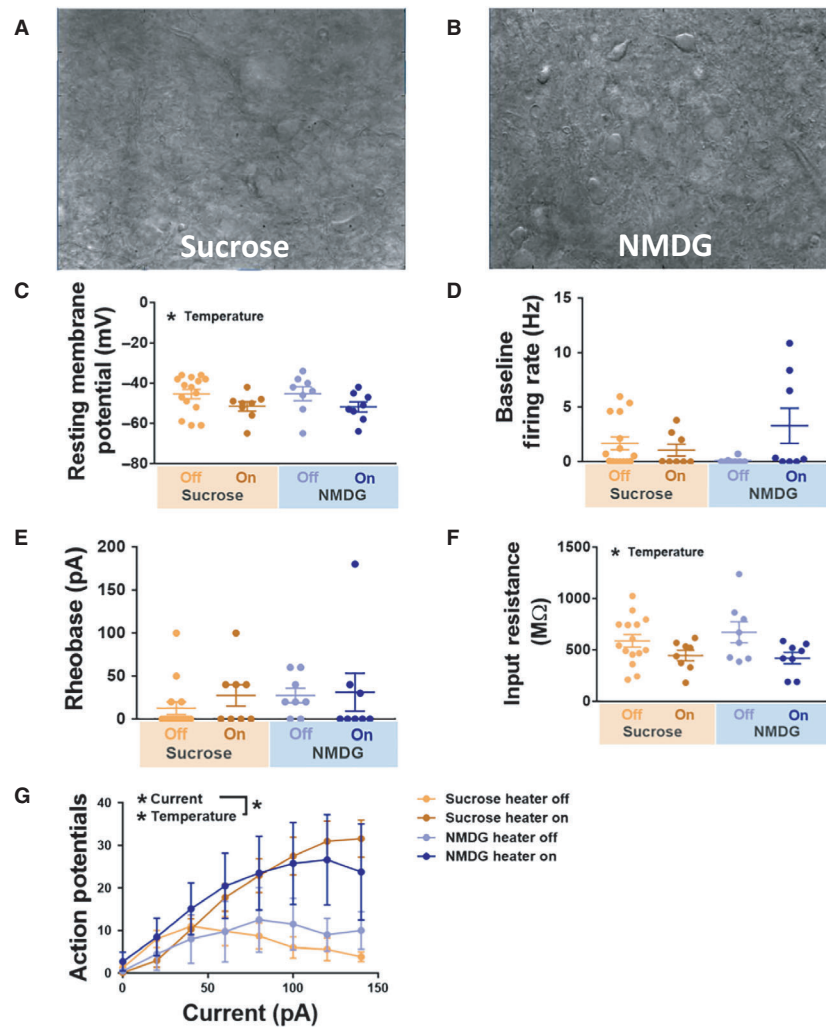 A
B
Sucrose
NMDG
C
Resting membrane
potential (mV)
0
–20
–40
–60
–80
* Temperature
Off
On
Off
On
Sucrose
NMDG
D
Baseline
firing rate (Hz)
15
10
5
0
Off
On
Off
On
Sucrose
NMDG
E
Rheobase (pA)
200
150
100
50
0
Off
On
Off
On
Sucrose
NMDG
F
Input resistance
(MΩ)
1500
1000
500
0
* Temperature
Off
On
Off
On
Sucrose
NMDG
G
Action potentials
40
30
20
10
0
* Current
* Temperature
*
0
50
100
150
Current (pA)
Sucrose heater off
Sucrose heater on
NMDG heater off
NMDG heater on